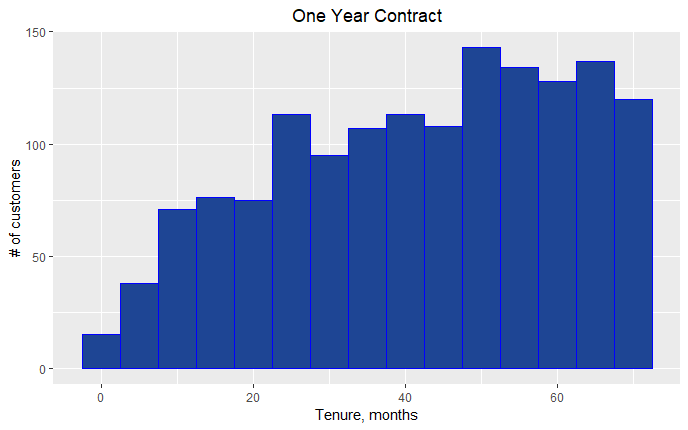 One Year Contract
# of customers
150
100
50
0
0 20 40 60
Tenure, months